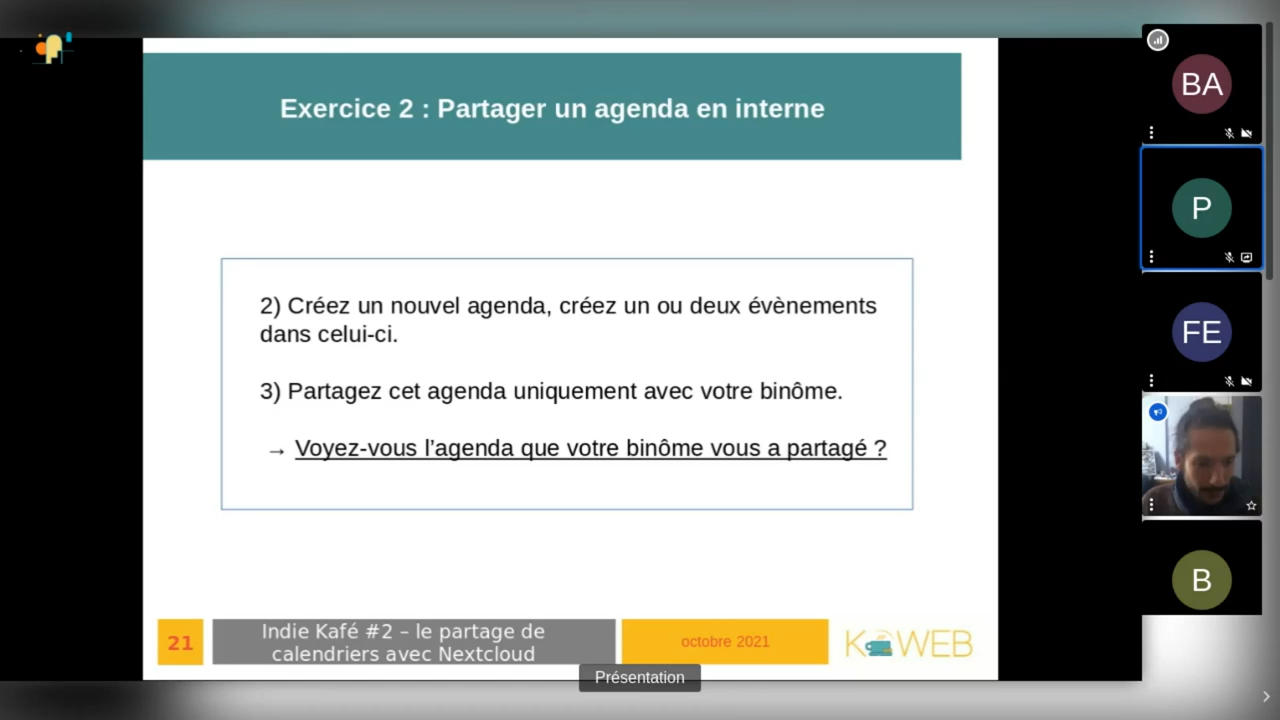 Exercice 2 : Partager un agenda en interne
2) Créez un nouvel agenda, créez un ou deux évènements
dans celui-ci.
3) Partagez cet agenda uniquement avec votre binôme.
→ Voyez-vous l’agenda que votre binôme vous a partagé ?
21
Indie Kafé #2 – le partage de
calendriers avec Nextcloud
octobre 2021
K WEB
Présentation
BA
P
FE
B